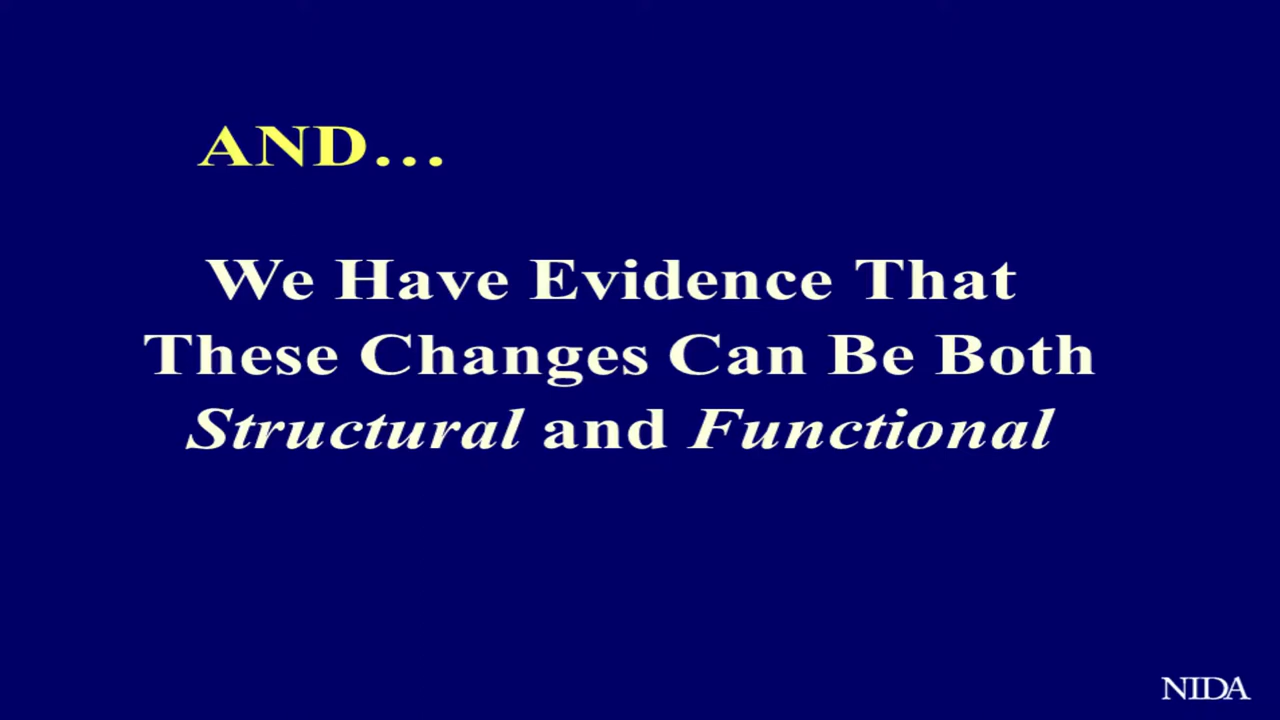 AND…
We Have Evidence That
These Changes Can Be Both
Structural and Functional
NIDA